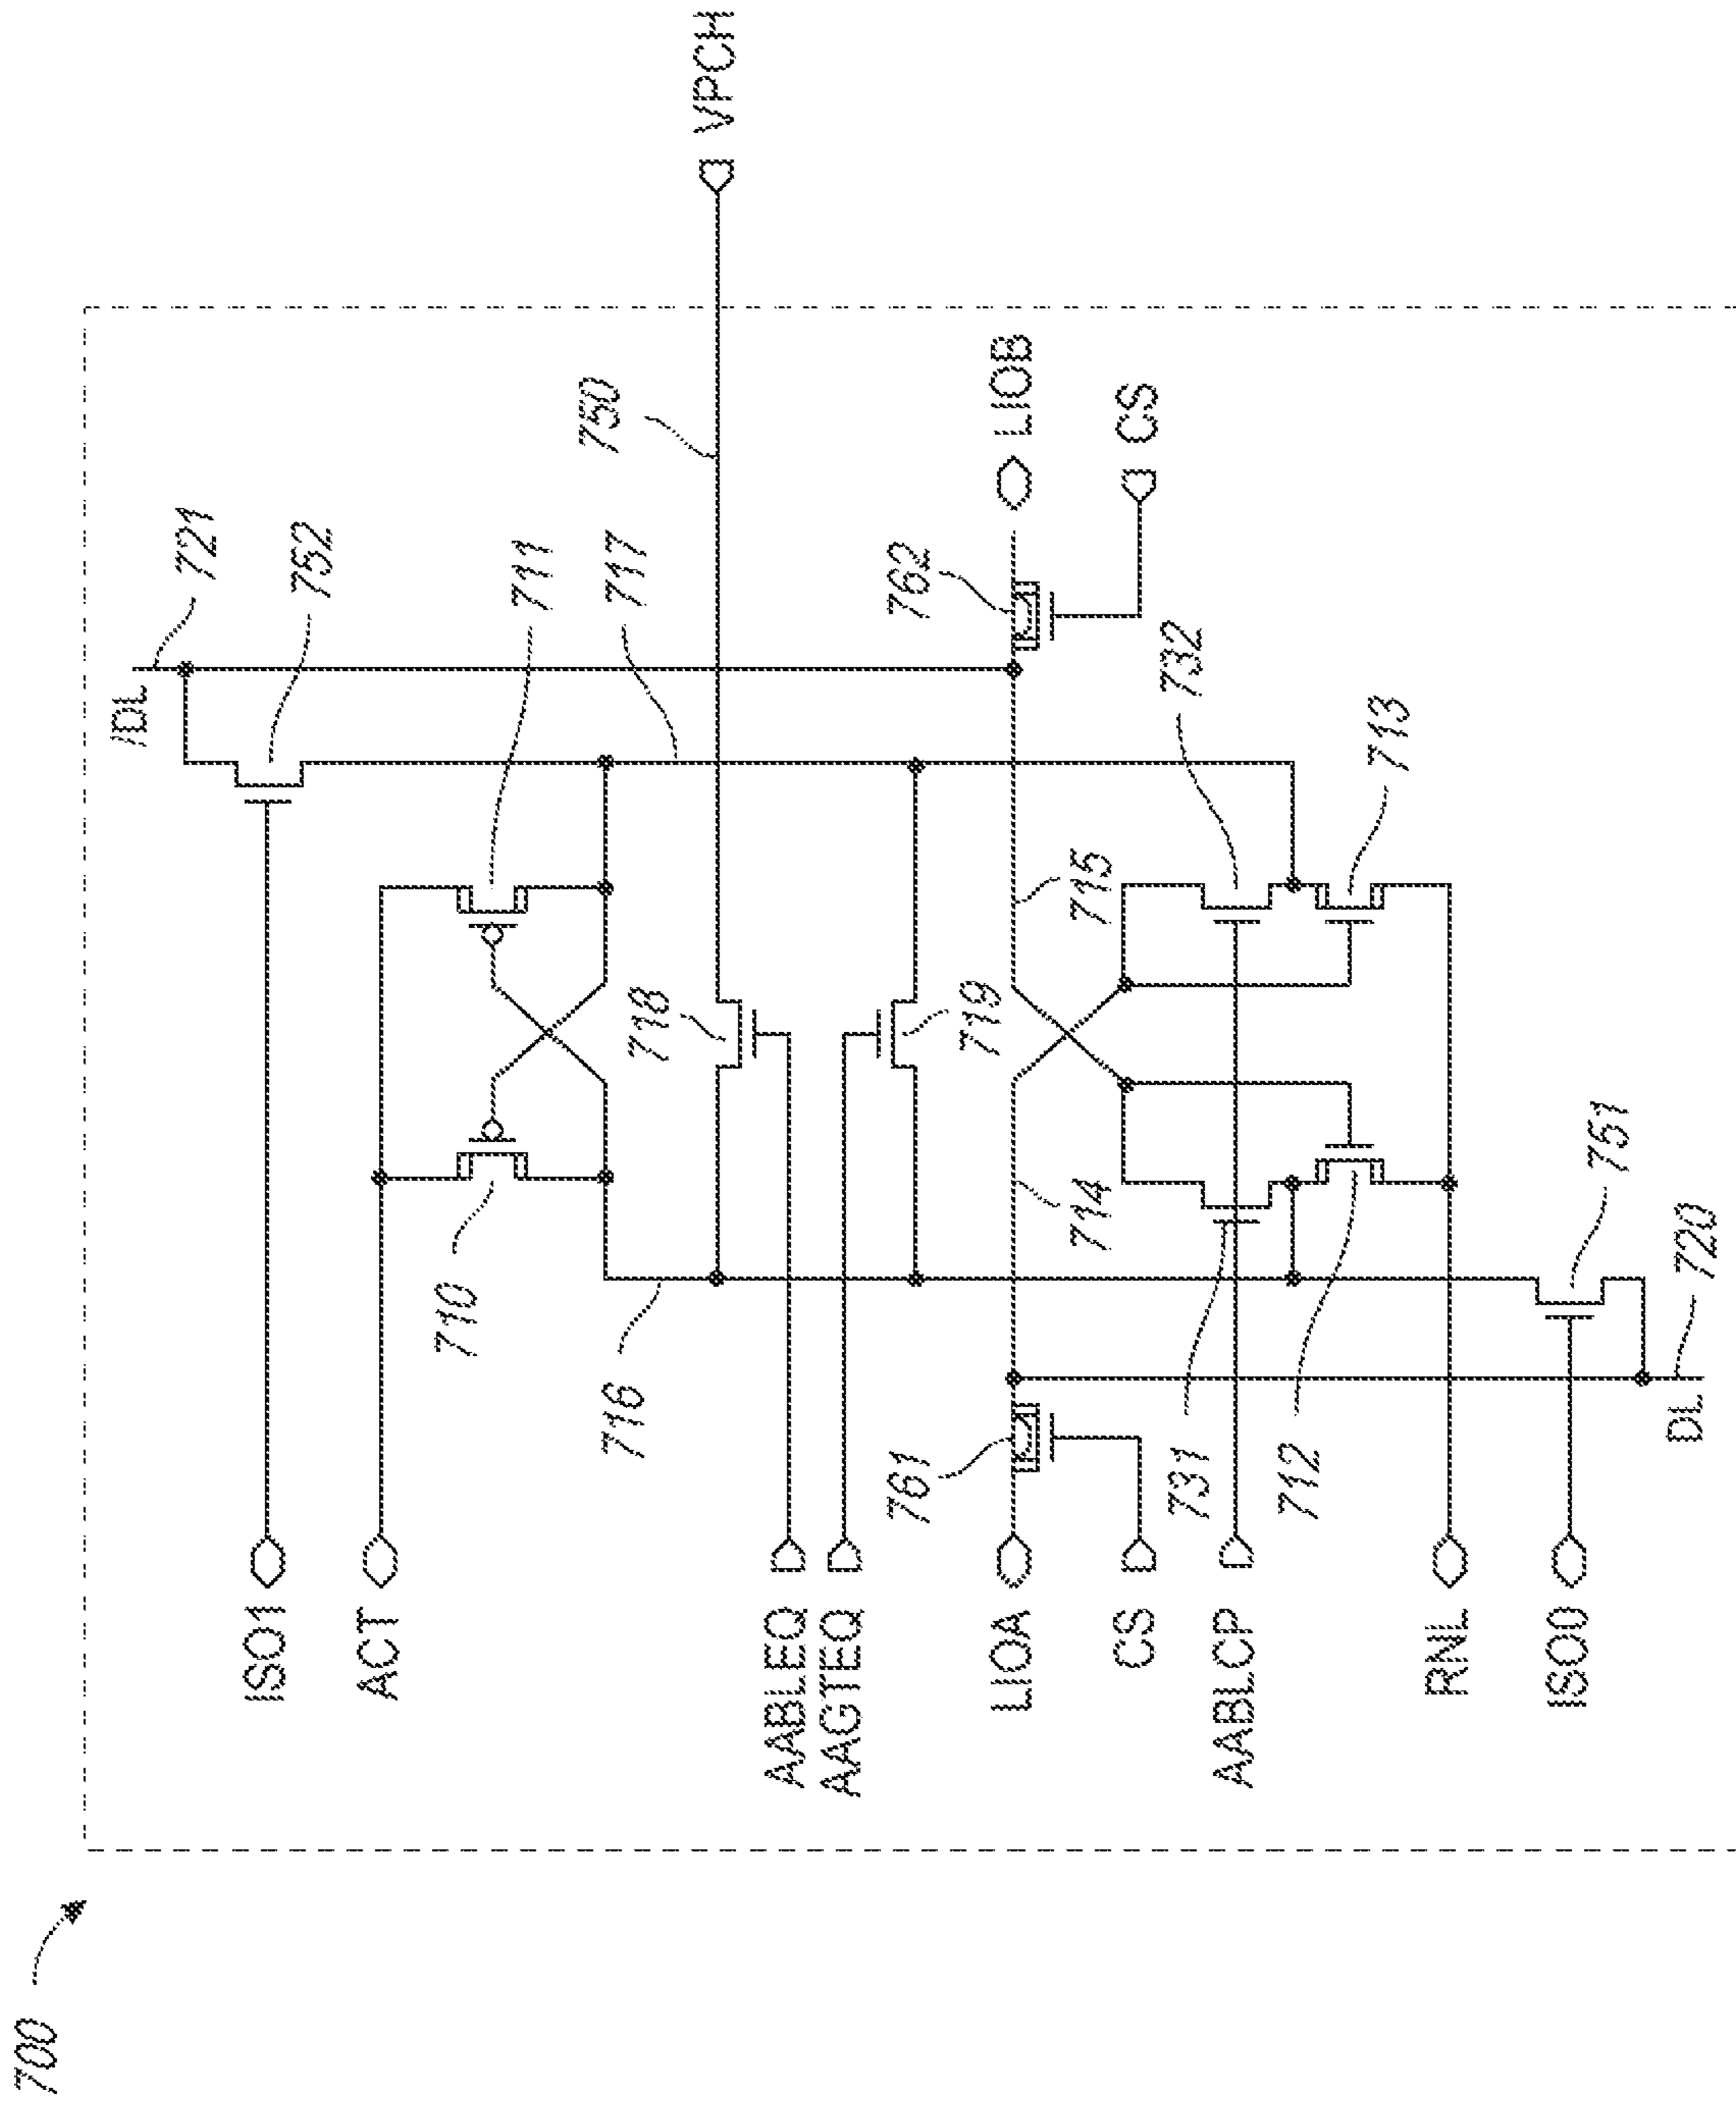 700
/DL
721
ISO1
752
ACT
710
711
716
717
750
718
VPCH
AABLEQ
AAGTEQ
761
762
719
LIOA
LIOB
714
715
CS
CS
731
732
AABLCP
712
713
RNL
ISO0
751
DL
720